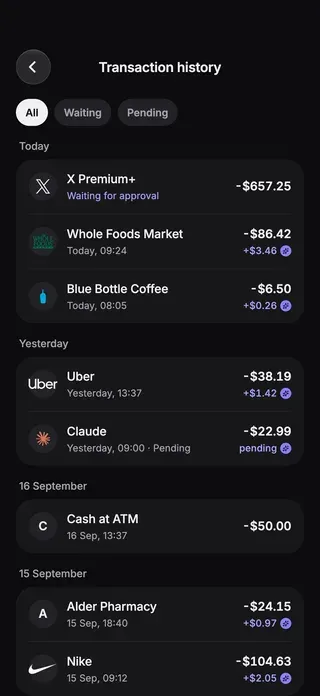 Transaction history
All
Waiting
Pending
Today
X Premium+
-$657.25
Waiting for approval
WHOLE FOODS
Whole Foods Market
-$86.42
Today, 09:24
+$3.46
Blue Bottle Coffee
-$6.50
Today, 08:05
+$0.26
Yesterday
Uber
Uber
-$38.19
Yesterday, 13:37
+$1.42
Claude
-$22.99
Yesterday, 09:00 · Pending
pending
16 September
C
Cash at ATM
-$50.00
16 Sep, 13:37
15 September
A
Alder Pharmacy
-$24.15
15 Sep, 18:40
+$0.97
Nike
-$104.63
15 Sep, 09:12
+$2.05